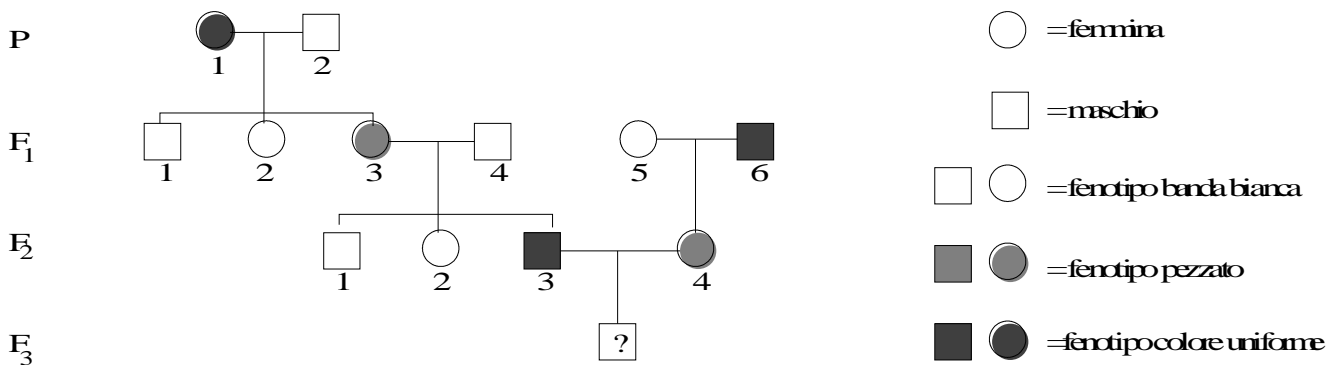 P
1 2
=femmina
=maschio
F1
1 2 3 4 5 6
=fenotipo banda bianca
F2
1 2 3 4
=fenotipo pezzato
F3
?
=fenotipo colore uniforme